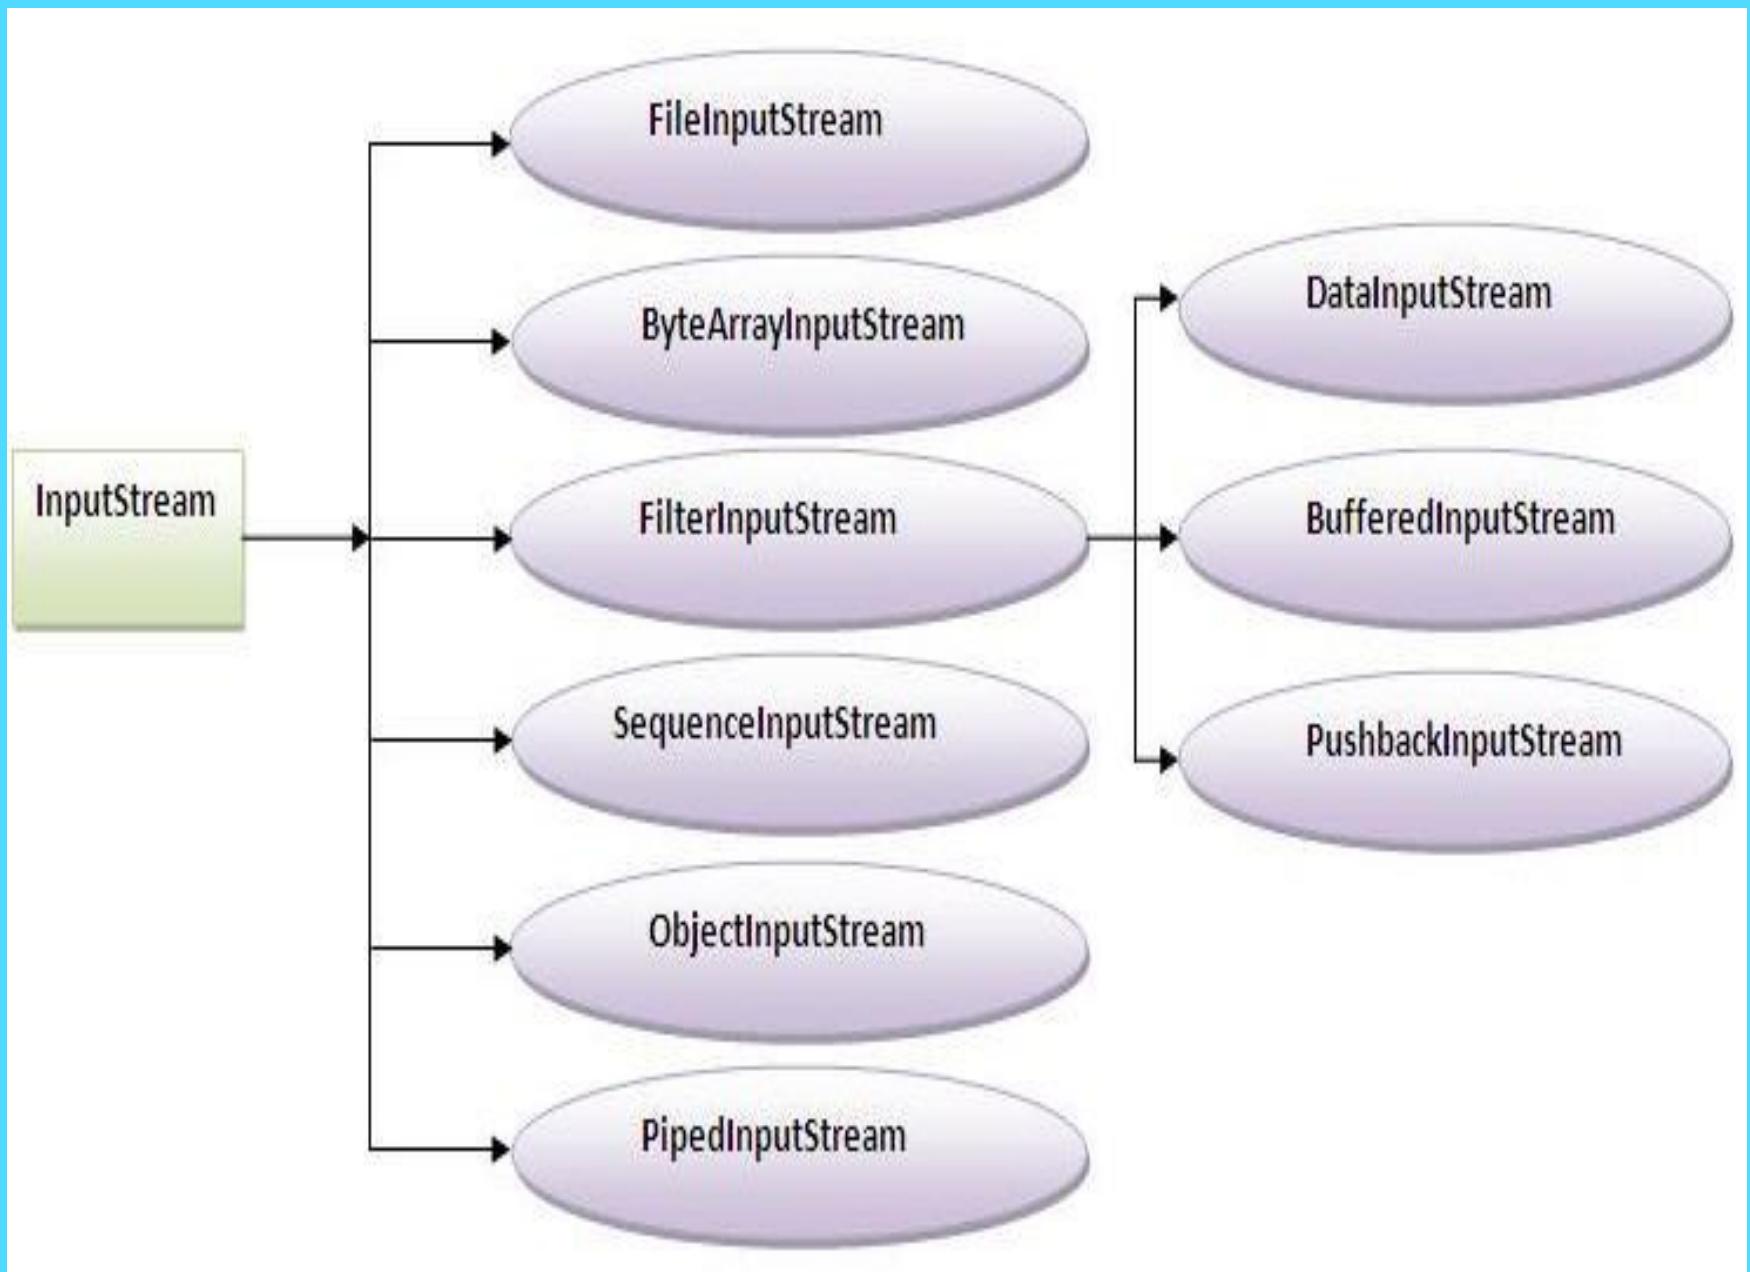 FileInputStream
DataInputStream
ByteArrayInputStream
InputStream
FilterInputStream
BufferedInputStream
SequenceInputStream
PushbackInputStream
ObjectInputStream
PipedInputStream